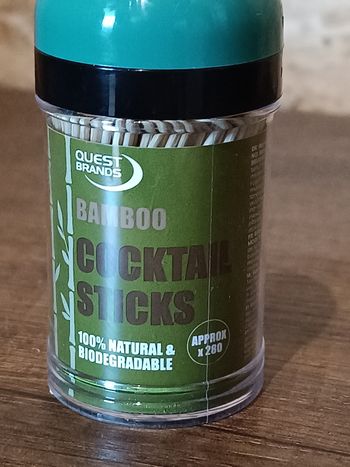 QUEST
BRANDS
BAMBOO
COCKTAIL
STICKS
100% NATURAL &
BIODEGRADABLE
APPROX
x 280